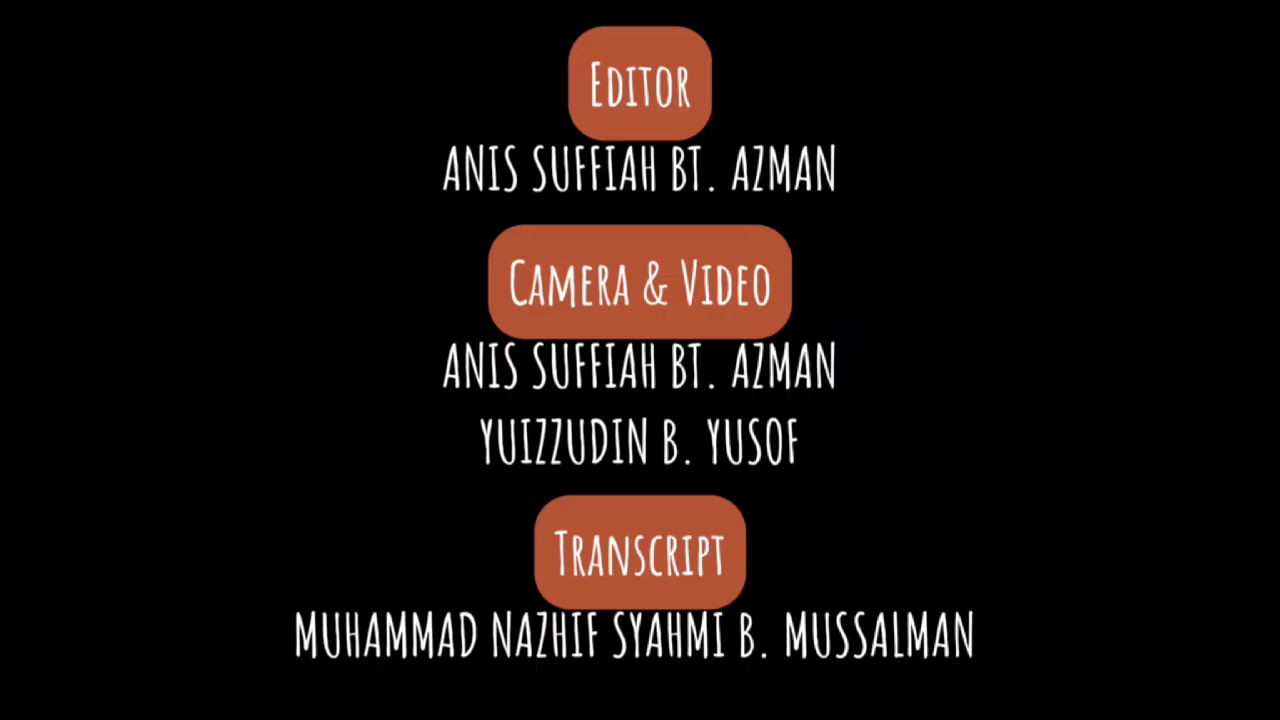 Editor
ANIS SUFFIAH BT. AZMAN
Camera & Video
ANIS SUFFIAH BT. AZMAN
YUIZZUDIN B. YUSOF
Transcript
MUHAMMAD NAZHIF SYAHMI B. MUSSALMAN